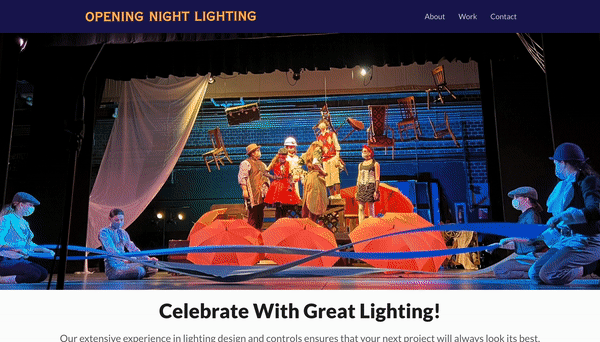 OPENING NIGHT LIGHTING
About Work Contact
Celebrate With Great Lighting!
Our extensive experience in lighting design and controls ensures that your next project will always look its best.